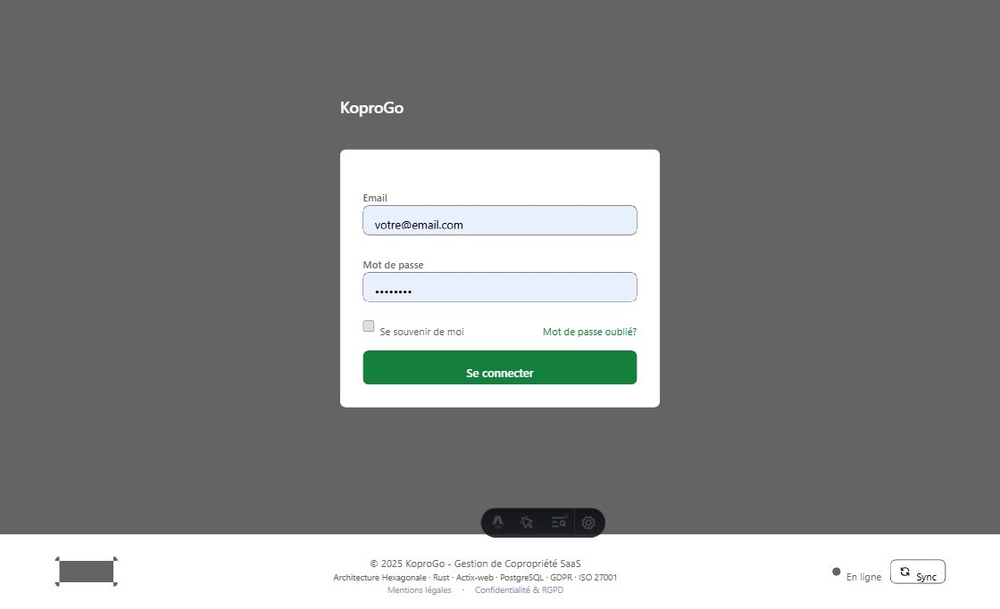 KoproGo
Email
votre@email.com
Mot de passe
••••••••
Se souvenir de moi
Mot de passe oublié?
Se connecter
© 2025 KoproGo - Gestion de Copropriété SaaS
Architecture Hexagonale · Rust · Actix-web · PostgreSQL · GDPR · ISO 27001
Mentions légales · Confidentialité & RGPD
En ligne
Sync